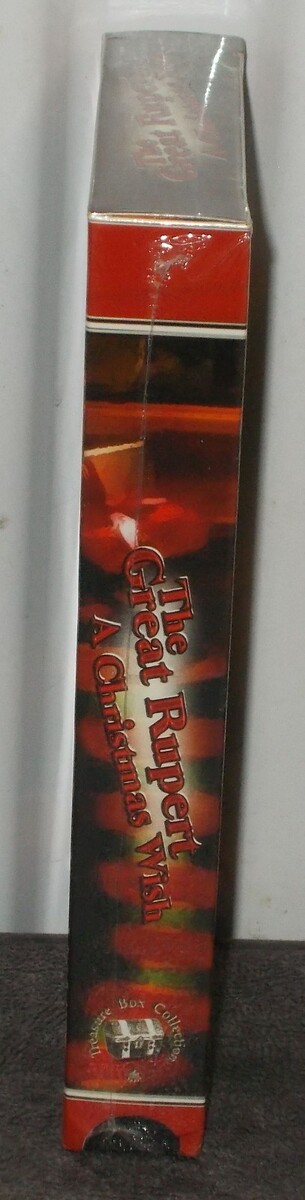 The
Great Rupert
A Christmas Wish
Treasure Box Collection